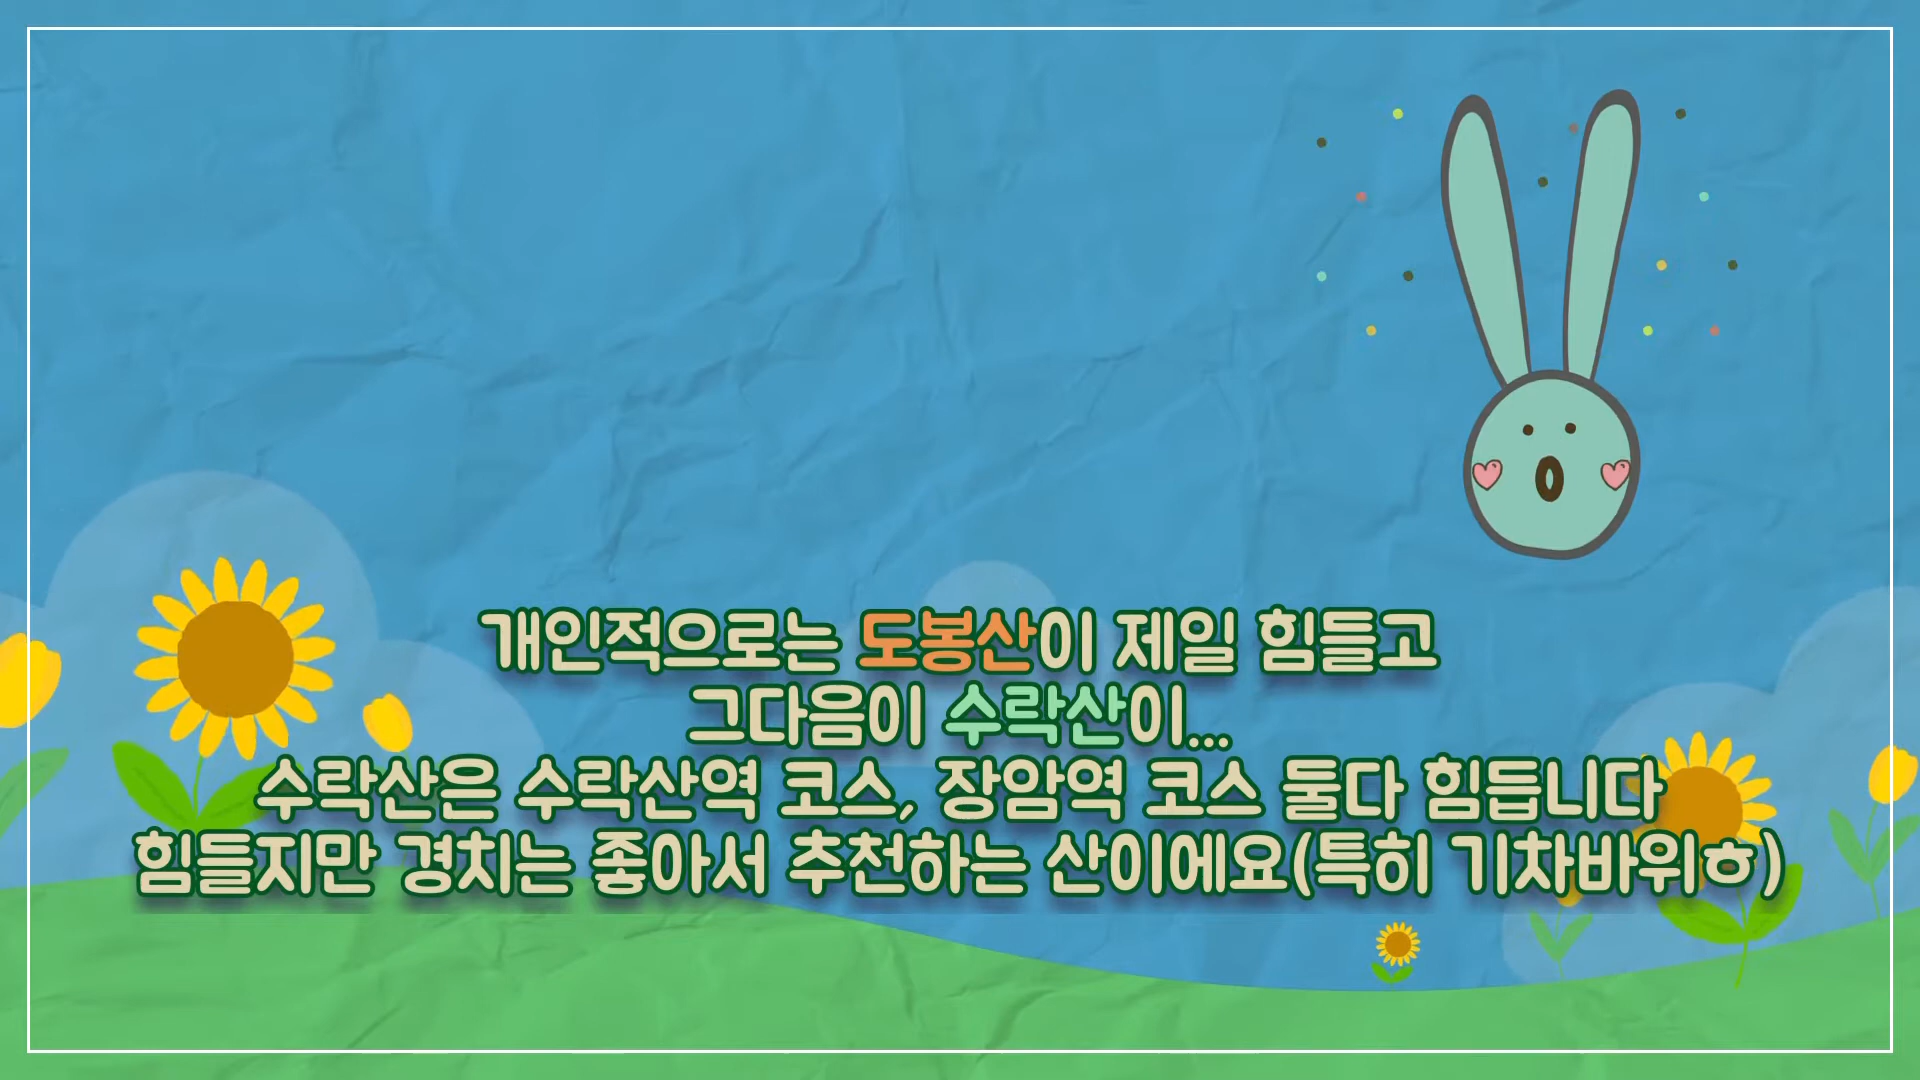 개인적으로는 도봉산이 제일 힘들고
그다음이 수락산이...
수락산은 수락산역 코스, 장암역 코스 둘다 힘듭니다
힘들지만 경치는 좋아서 추천하는 산이에요(특히 기차바위ㅎ)